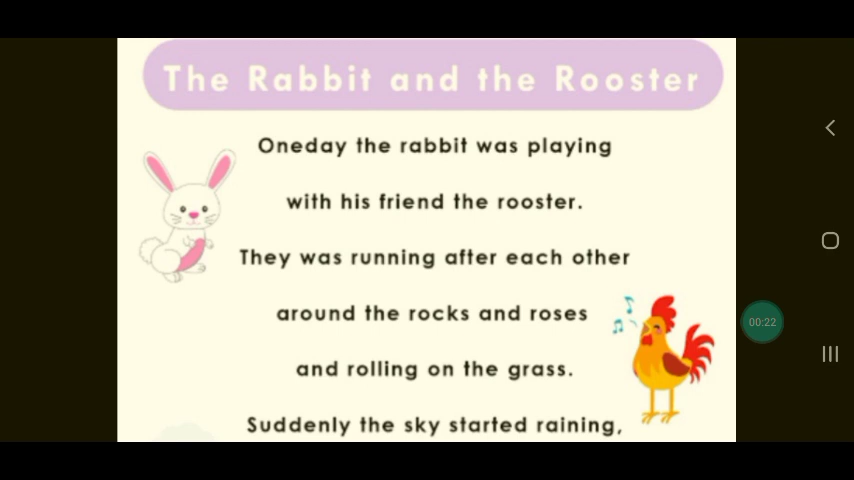 The Rabbit and the Rooster
Oneday the rabbit was playing
with his friend the rooster.
They was running after each other
around the rocks and roses
and rolling on the grass.
Suddenly the sky started raining,
00:22